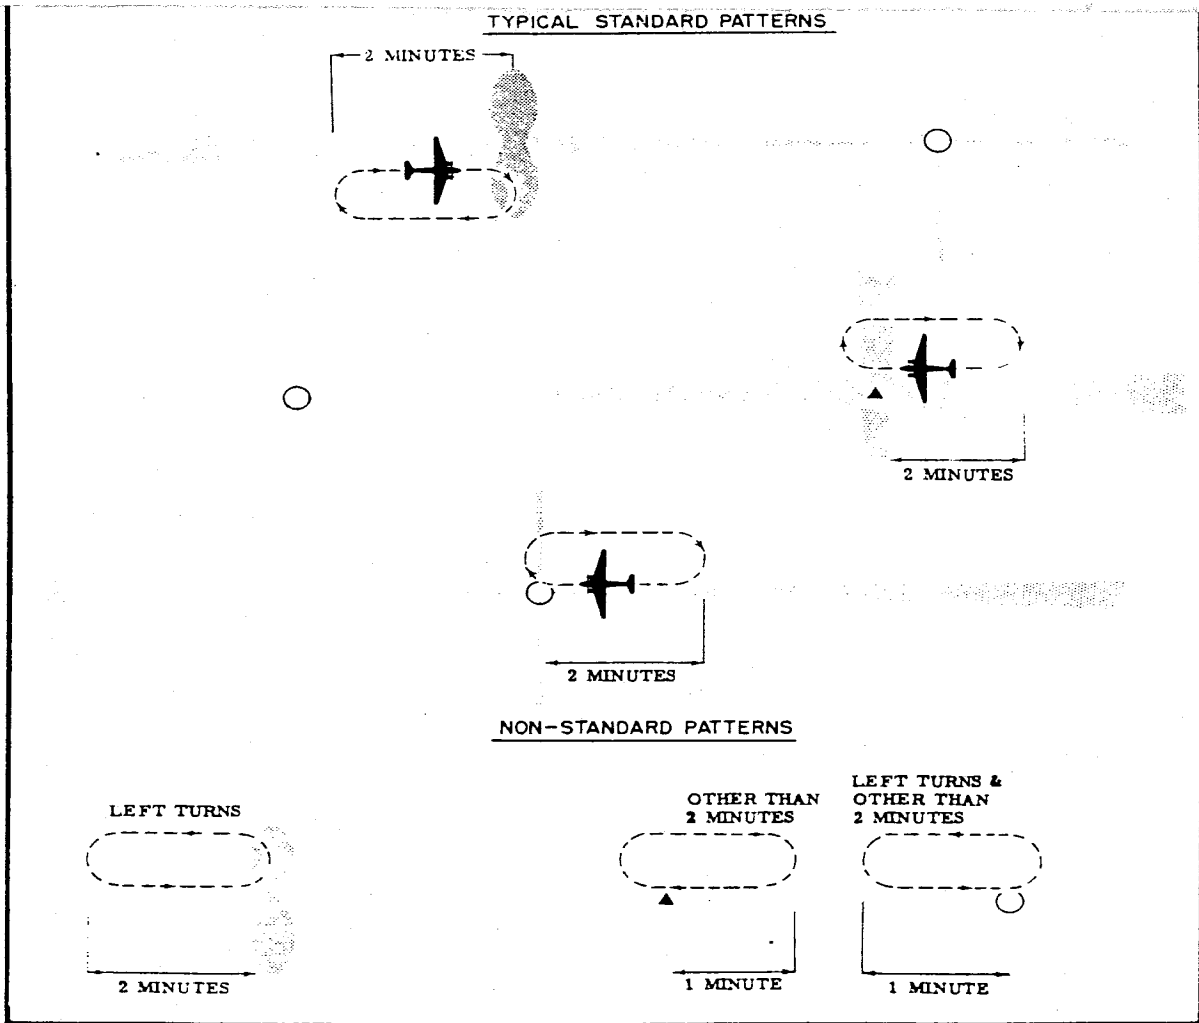 TYPICAL STANDARD PATTERNS
2 MINUTES
2 MINUTES
2 MINUTES
NON-STANDARD PATTERNS
LEFT TURNS
OTHER THAN
2 MINUTES
LEFT TURNS &
OTHER THAN
2 MINUTES
2 MINUTES
1 MINUTE
1 MINUTE